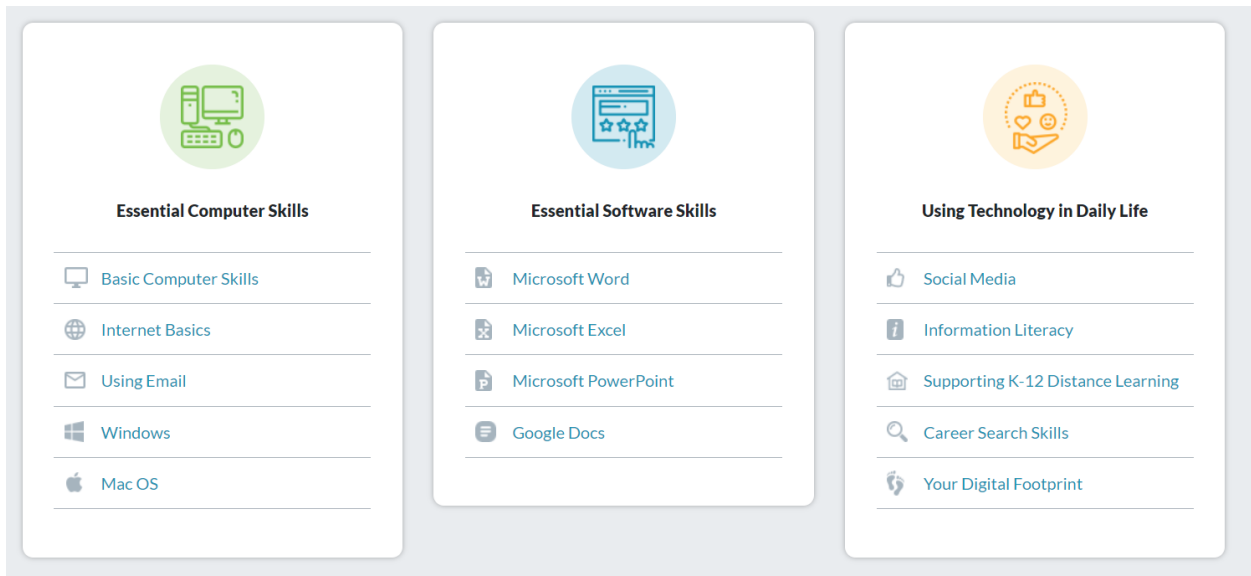 Essential Computer Skills
Basic Computer Skills
Internet Basics
Using Email
Windows
Mac OS
Essential Software Skills
Microsoft Word
Microsoft Excel
Microsoft PowerPoint
Google Docs
Using Technology in Daily Life
Social Media
Information Literacy
Supporting K-12 Distance Learning
Career Search Skills
Your Digital Footprint